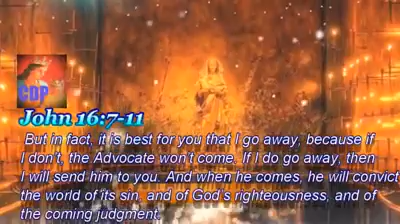 CDP
John 16:7-11
But in fact, it is best for you that I go away, because if
I don't, the Advocate won't come. If I do go away, then
I will send him to you. And when he comes, he will convict
the world of its sin, and of God's righteousness, and of
the coming judgment.